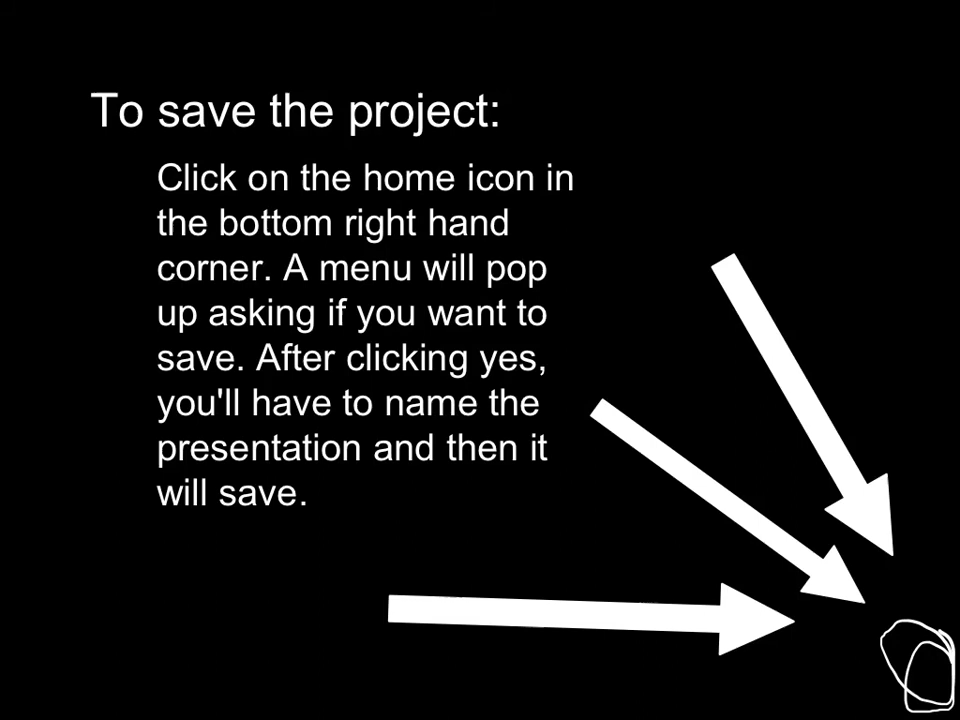 To save the project:
Click on the home icon in
the bottom right hand
corner. A menu will pop
up asking if you want to
save. After clicking yes,
you'll have to name the
presentation and then it
will save.